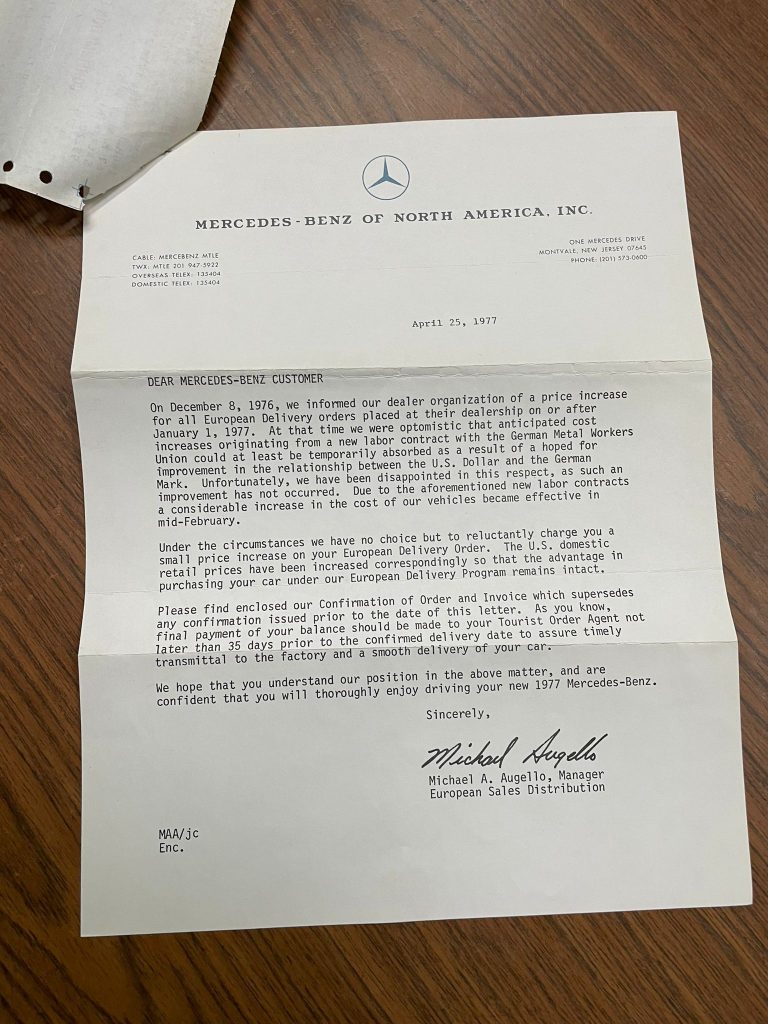 MERCEDES-BENZ OF NORTH AMERICA, INC.
CABLE: MERCEBENZ MTLE
TWX: MTLE 201 947-5922
OVERSEAS TELEX: 135404
DOMESTIC TELEX: 135404
ONE MERCEDES DRIVE
MONTVALE, NEW JERSEY 07645
PHONE: (201) 573-0600
April 25, 1977
DEAR MERCEDES-BENZ CUSTOMER
On December 8, 1976, we informed our dealer organization of a price increase
for all European Delivery orders placed at their dealership on or after
January 1, 1977. At that time we were optomistic that anticipated cost
increases originating from a new labor contract with the German Metal Workers
Union could at least be temporarily absorbed as a result of a hoped for
improvement in the relationship between the U.S. Dollar and the German
Mark. Unfortunately, we have been disappointed in this respect, as such an
improvement has not occurred. Due to the aforementioned new labor contracts
a considerable increase in the cost of our vehicles became effective in
mid-February.
Under the circumstances we have no choice but to reluctantly charge you a
small price increase on your European Delivery Order. The U.S. domestic
retail prices have been increased correspondingly so that the advantage in
purchasing your car under our European Delivery Program remains intact.
Please find enclosed our Confirmation of Order and Invoice which supersedes
any confirmation issued prior to the date of this letter. As you know,
final payment of your balance should be made to your Tourist Order Agent not
later than 35 days prior to the confirmed delivery date to assure timely
transmittal to the factory and a smooth delivery of your car.
We hope that you understand our position in the above matter, and are
confident that you will thoroughly enjoy driving your new 1977 Mercedes-Benz.
Sincerely,
Michael Augello
Michael A. Augello, Manager
European Sales Distribution
MAA/jc
Enc.